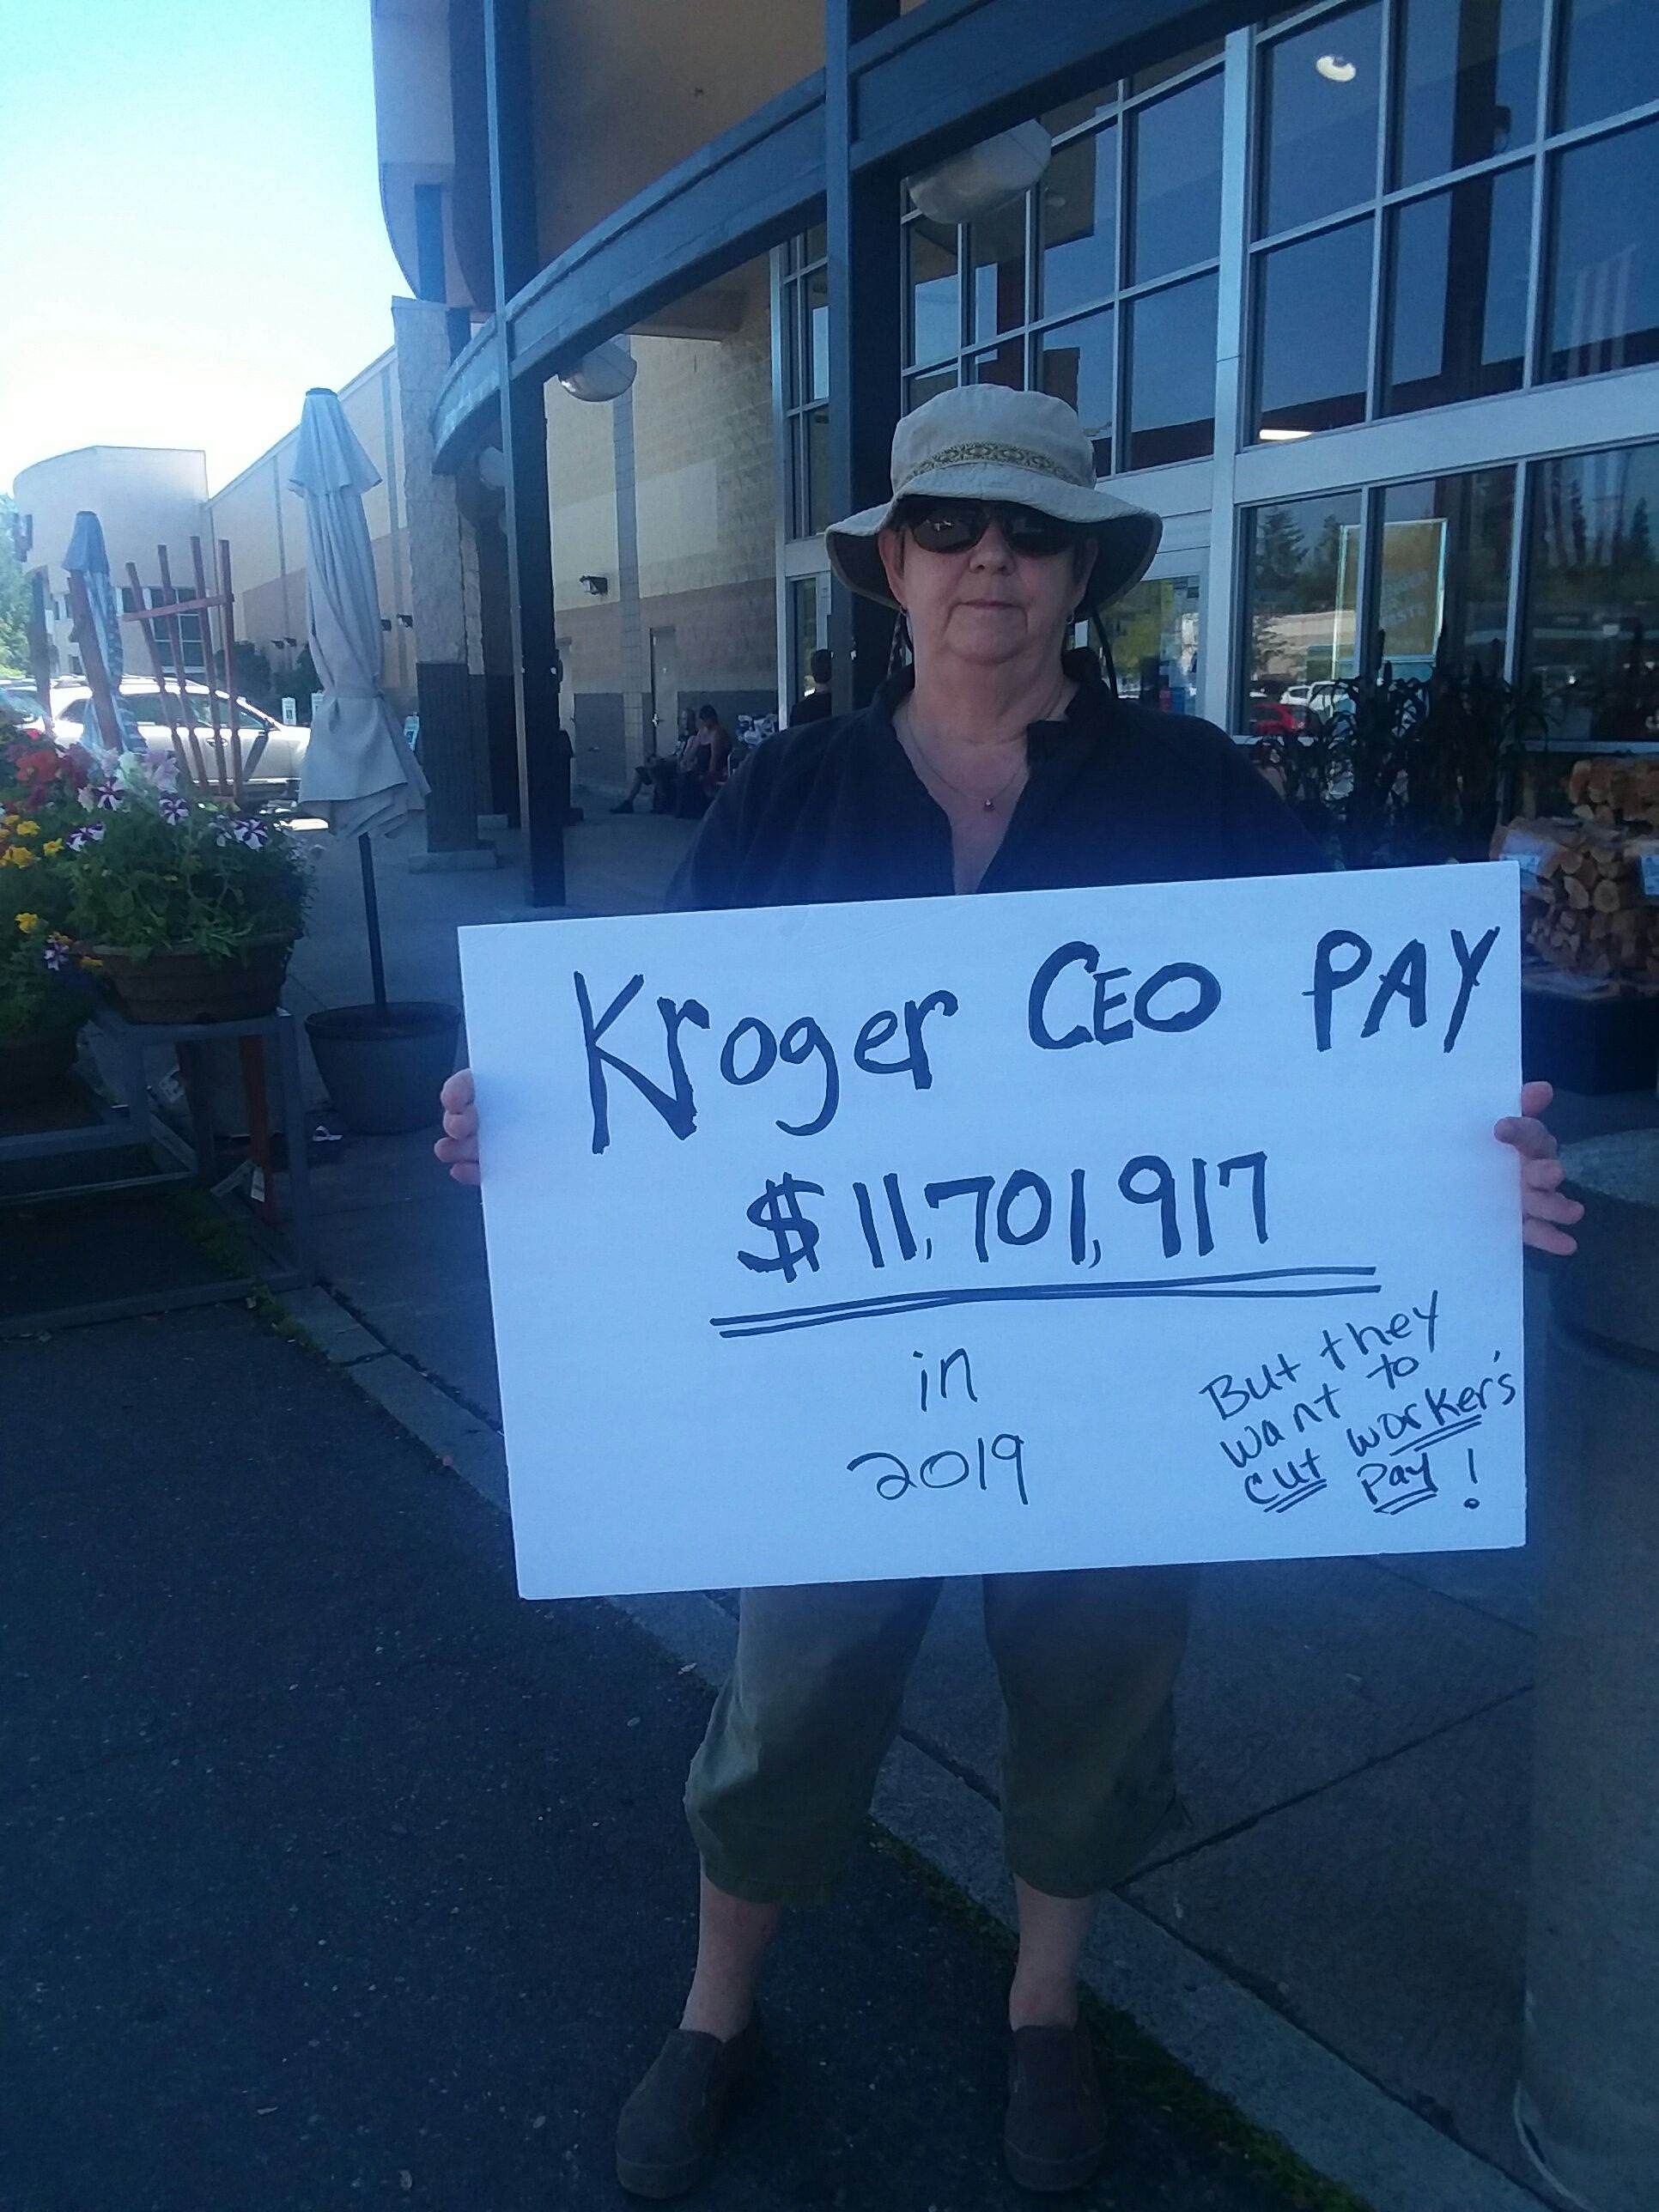 Kroger CEO PAY
$11,701,917
in
2019
But they
want to
cut worker's
pay!